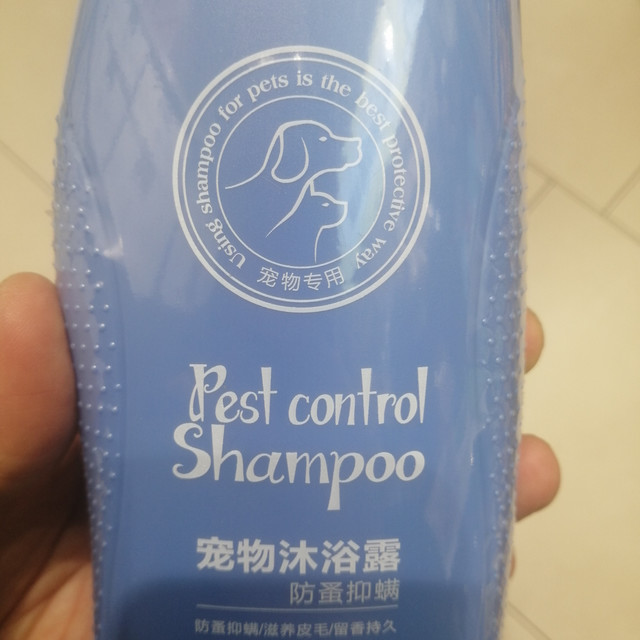 Using shampoo for pets is the best protective way
宠物专用
Pest control
Shampoo
宠物沐浴露
防蚤抑螨
防蚤抑螨/滋养皮毛/留香持久